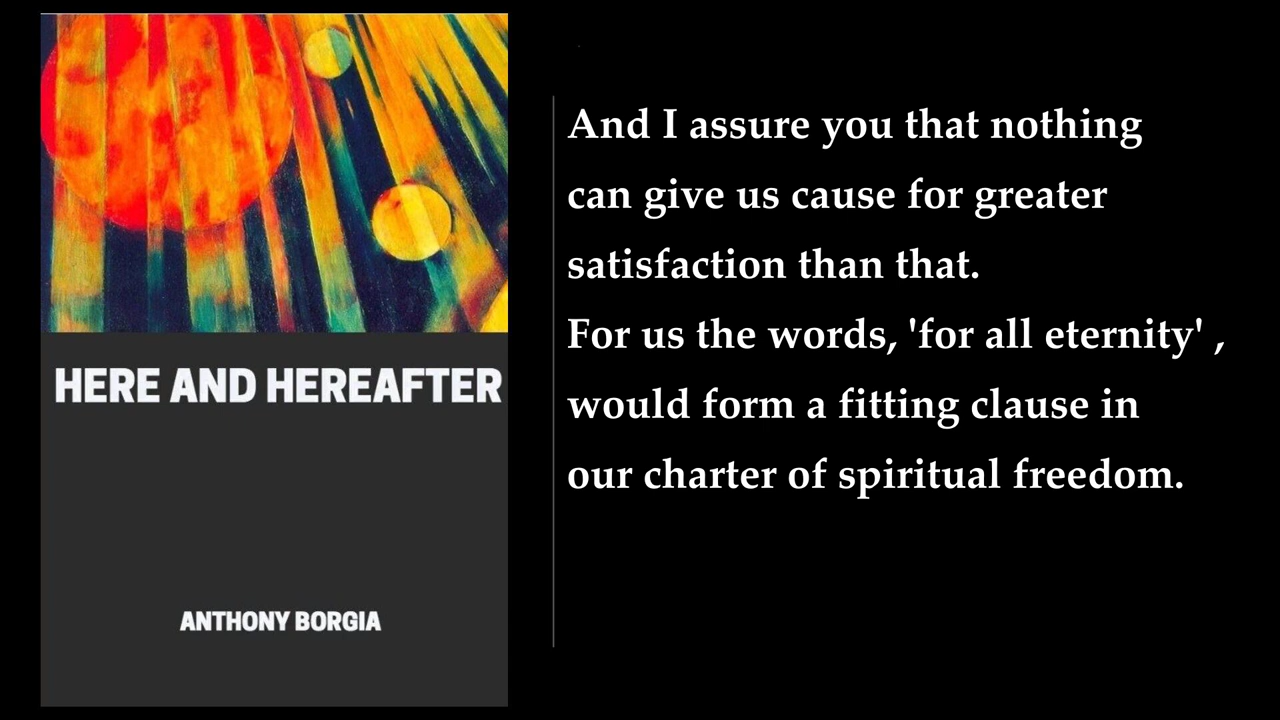 HERE AND HEREAFTER
ANTHONY BORGIA
And I assure you that nothing
can give us cause for greater
satisfaction than that.
For us the words, 'for all eternity' ,
would form a fitting clause in
our charter of spiritual freedom.